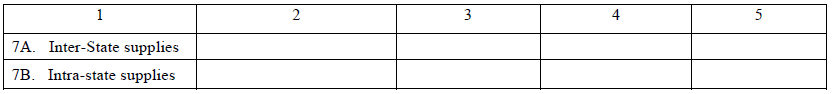 1 2 3 4 5
7A. Inter-State supplies
7B. Intra-state supplies